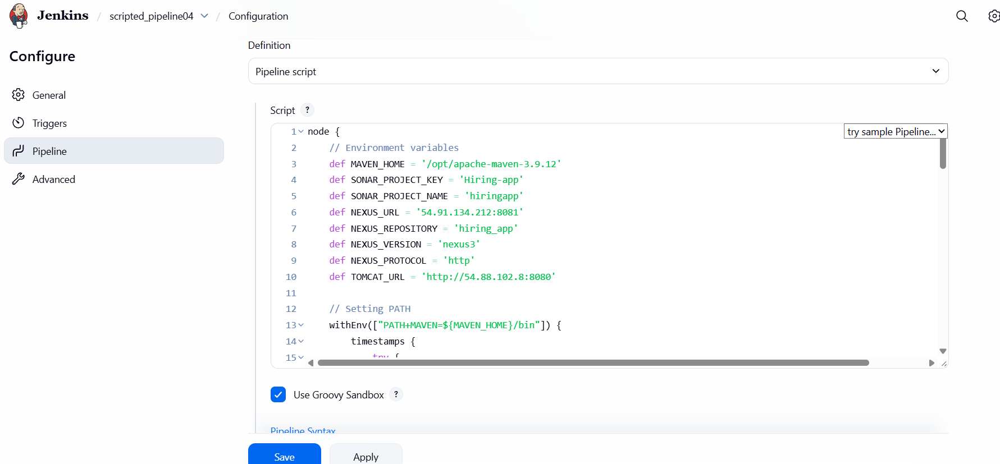 Jenkins / scripted_pipeline04 / Configuration
Configure
General
Triggers
Pipeline
Advanced
Definition
Pipeline script
Script ?
try sample Pipeline...
1 node {
2 // Environment variables
3 def MAVEN_HOME = '/opt/apache-maven-3.9.12'
4 def SONAR_PROJECT_KEY = 'Hiring-app'
5 def SONAR_PROJECT_NAME = 'hiringapp'
6 def NEXUS_URL = '54.91.134.212:8081'
7 def NEXUS_REPOSITORY = 'hiring_app'
8 def NEXUS_VERSION = 'nexus3'
9 def NEXUS_PROTOCOL = 'http'
10 def TOMCAT_URL = 'http://54.88.102.8:8080'
11
12 // Setting PATH
13 withEnv(["PATH+MAVEN=${MAVEN_HOME}/bin"]) {
14 timestamps {
15 try {
Use Groovy Sandbox ?
Pipeline Syntax
Save
Apply